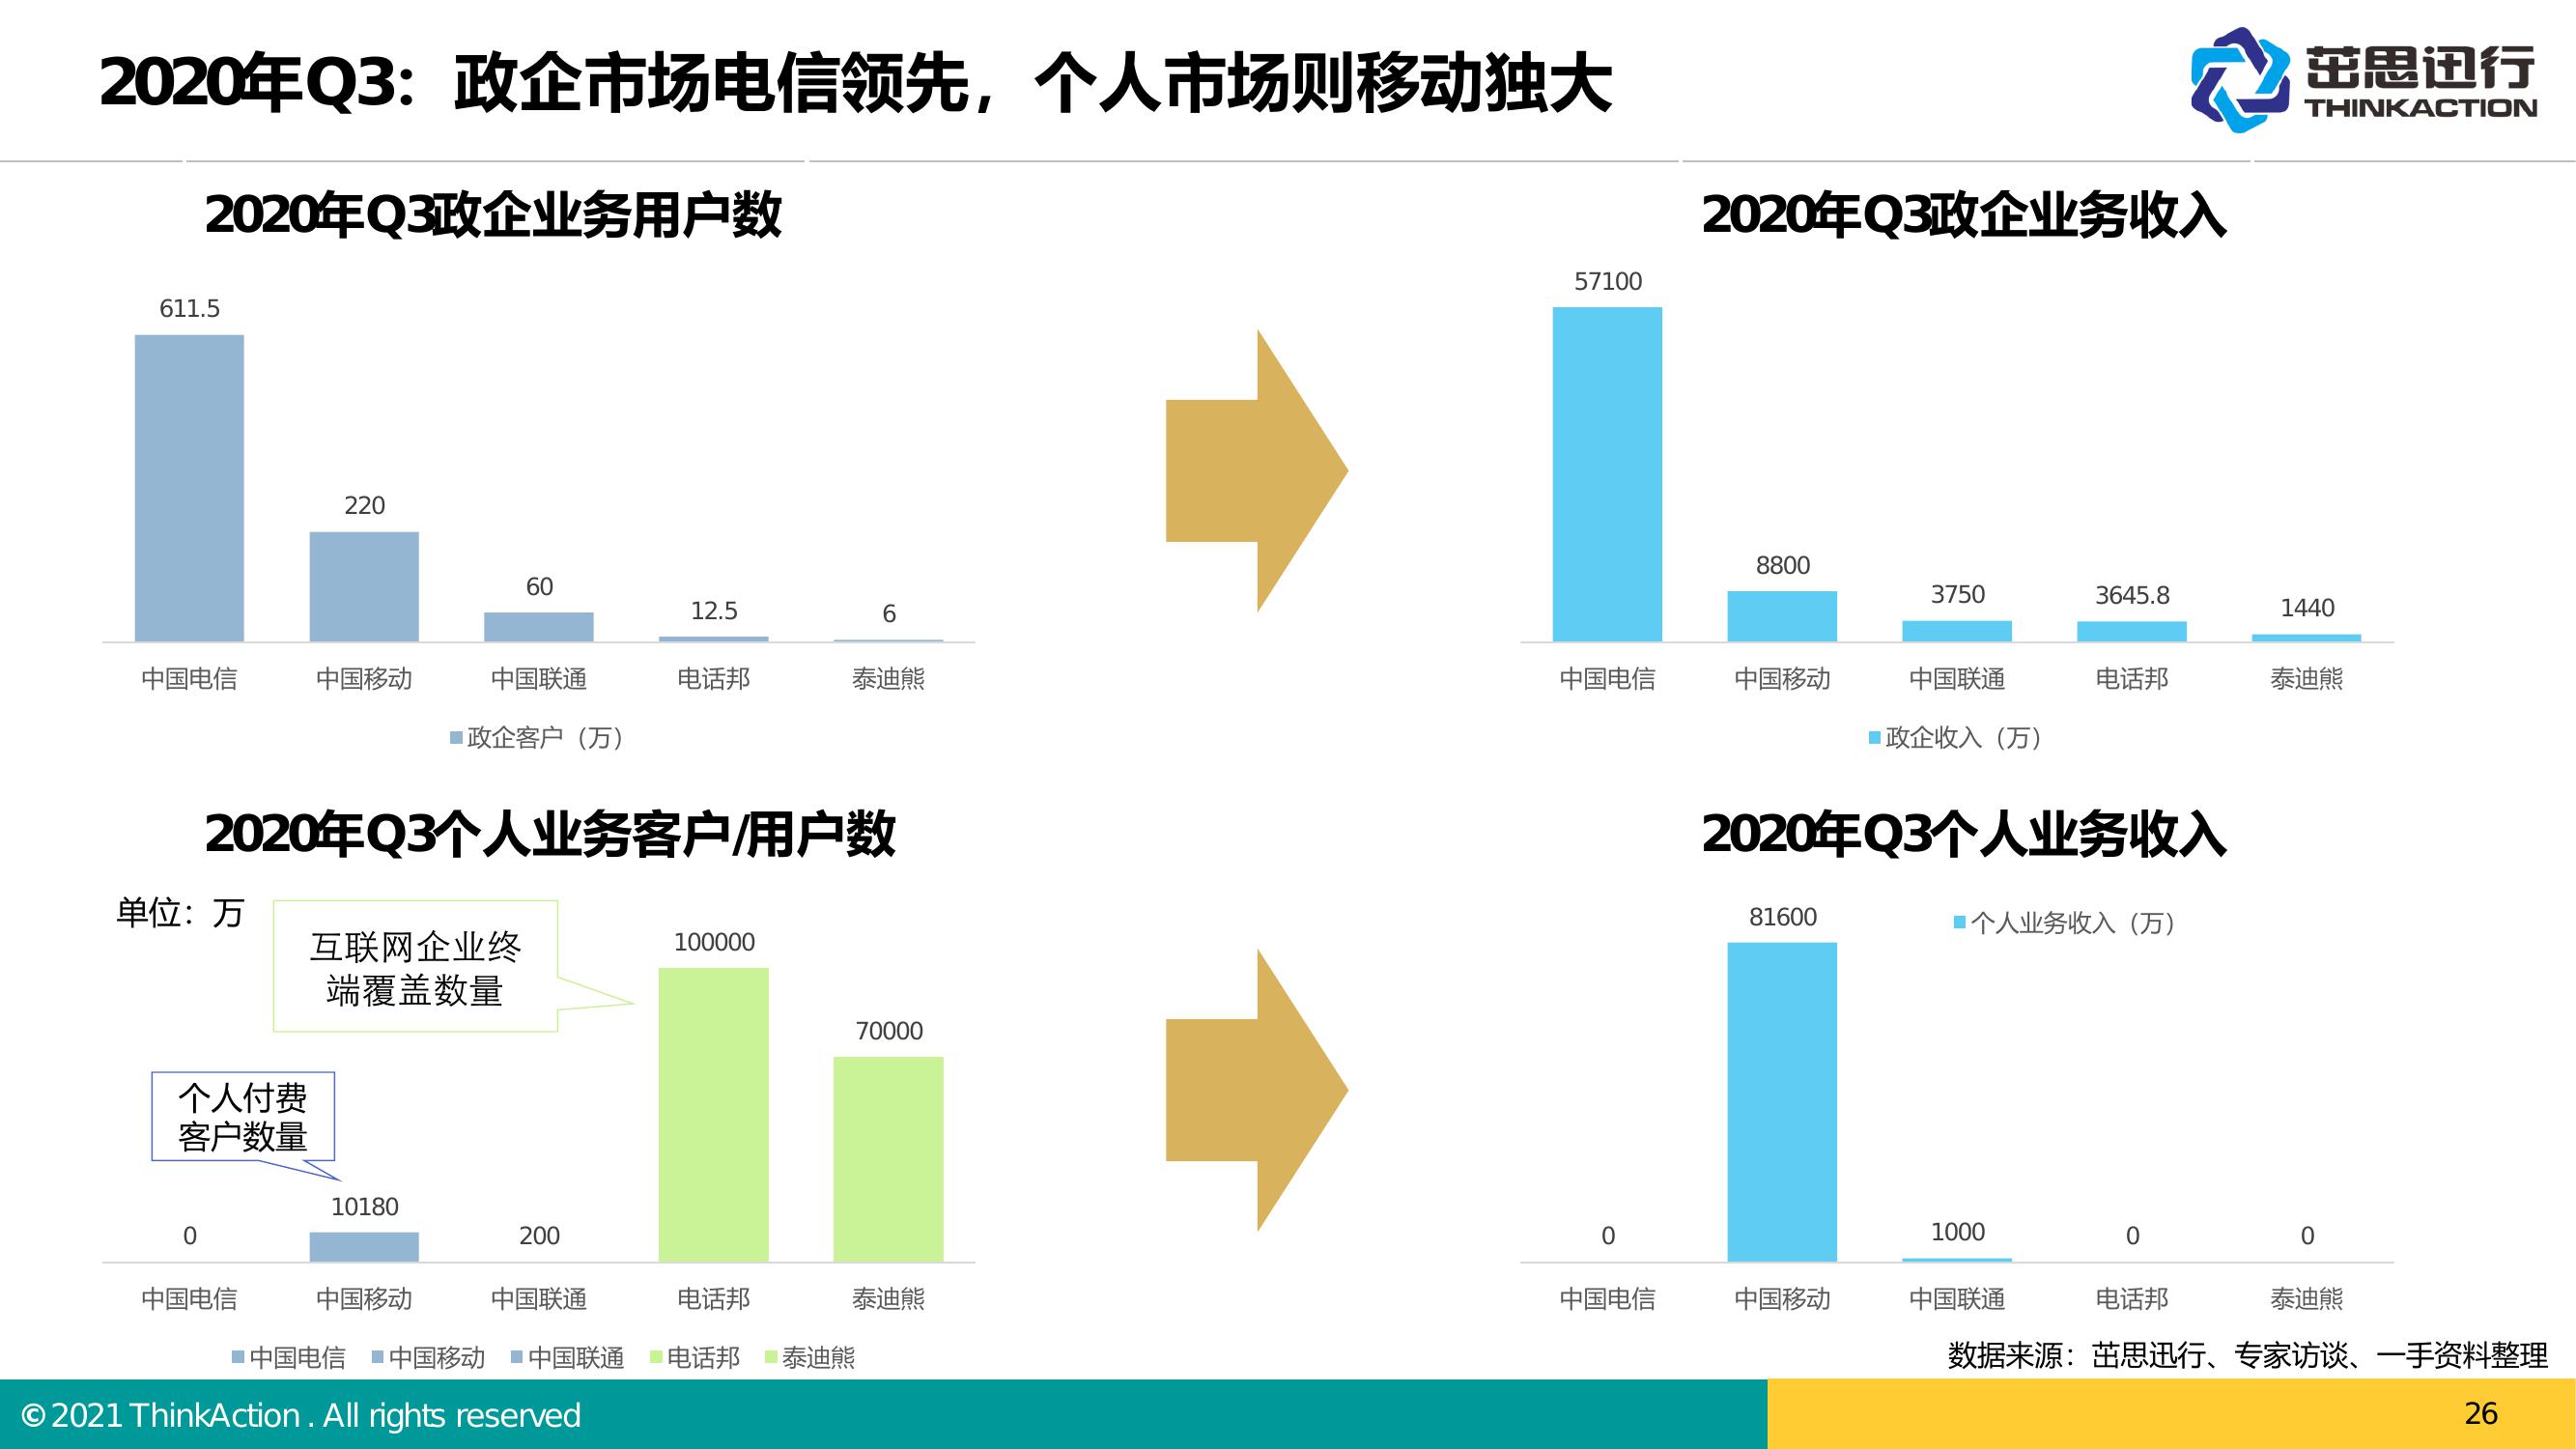 2020年Q3：政企市场电信领先，个人市场则移动独大
茁思迅行
THINKACTION
2020年Q3政企业务用户数
611.5
220
60
12.5
6
中国电信 中国移动 中国联通 电话邦 泰迪熊
政企客户（万）
2020年Q3政企业务收入
57100
8800
3750
3645.8
1440
中国电信 中国移动 中国联通 电话邦 泰迪熊
政企收入（万）
2020年Q3个人业务客户/用户数
单位：万
互联网企业终
端覆盖数量
个人付费
客户数量
0
10180
200
100000
70000
中国电信 中国移动 中国联通 电话邦 泰迪熊
中国电信 中国移动 中国联通 电话邦 泰迪熊
2020年Q3个人业务收入
个人业务收入（万）
0
81600
1000
0
0
中国电信 中国移动 中国联通 电话邦 泰迪熊
数据来源：茁思迅行、专家访谈、一手资料整理
© 2021 ThinkAction . All rights reserved
26